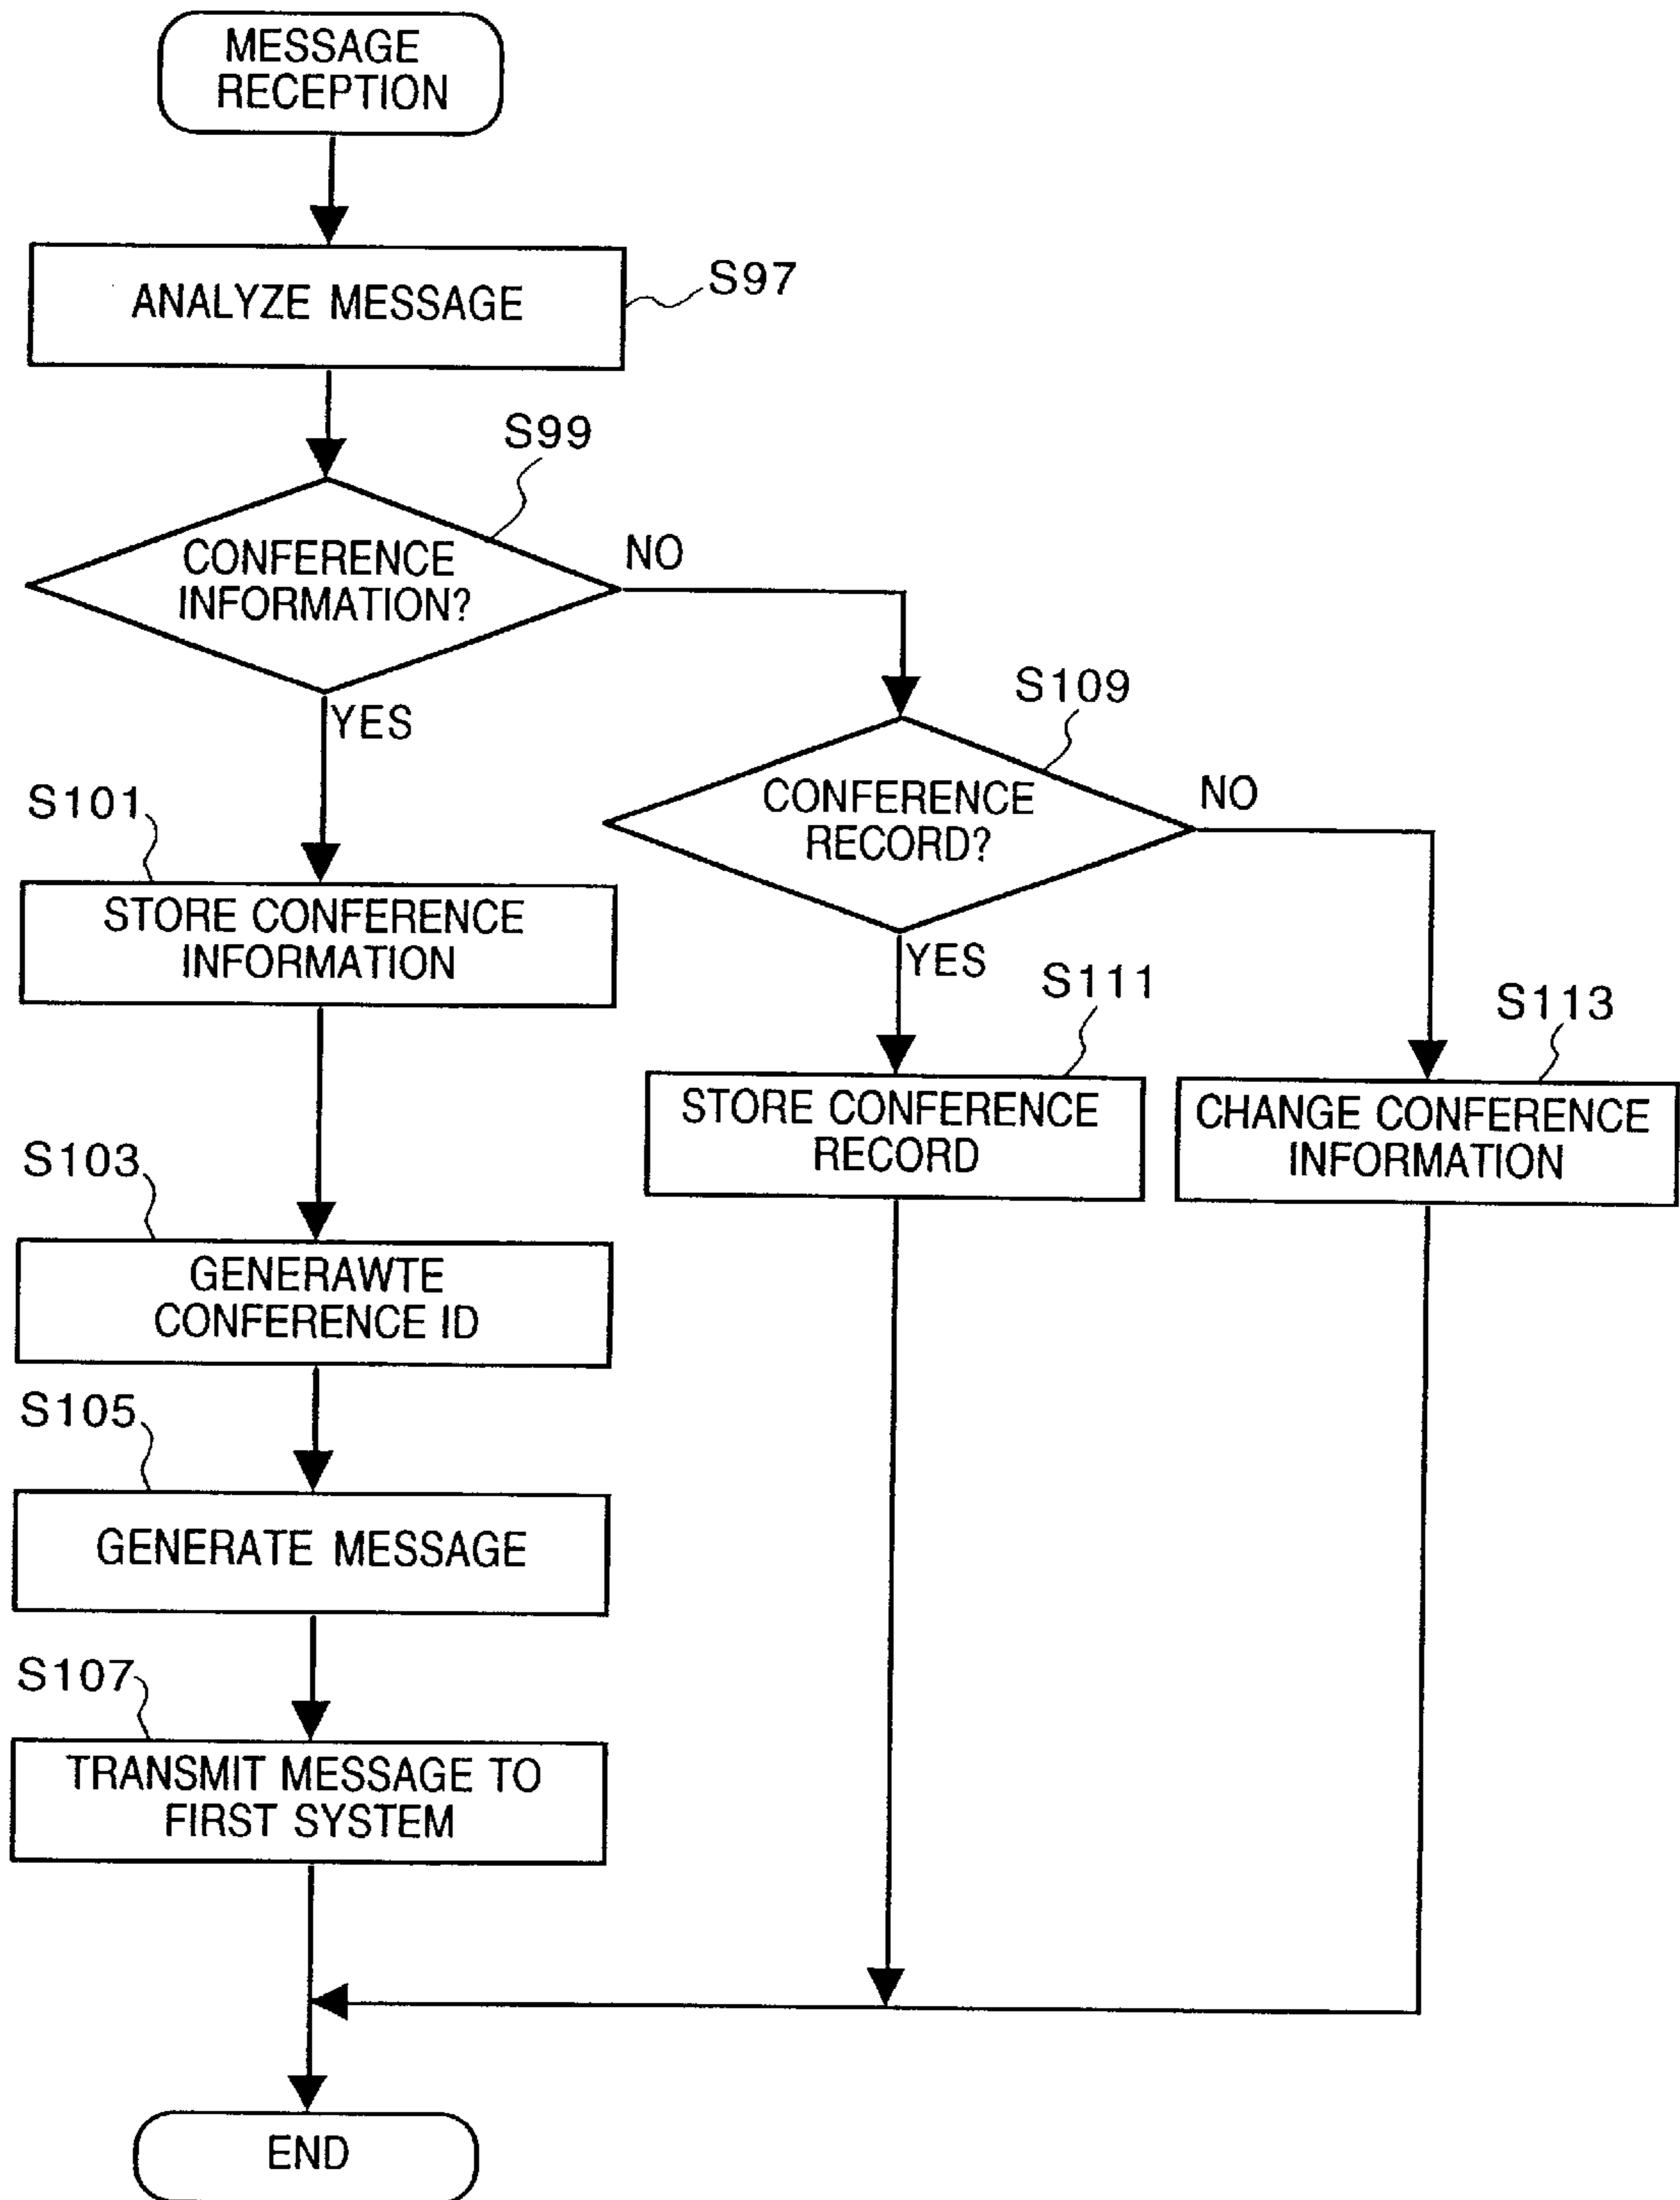 MESSAGE
RECEPTION
ANALYZE MESSAGE
S97
S99
CONFERENCE
INFORMATION?
NO
YES
S109
CONFERENCE
RECORD?
NO
YES
S101
STORE CONFERENCE
INFORMATION
S111
STORE CONFERENCE
RECORD
S113
CHANGE CONFERENCE
INFORMATION
S103
GENERAWTE
CONFERENCE ID
S105
GENERATE MESSAGE
S107
TRANSMIT MESSAGE TO
FIRST SYSTEM
END